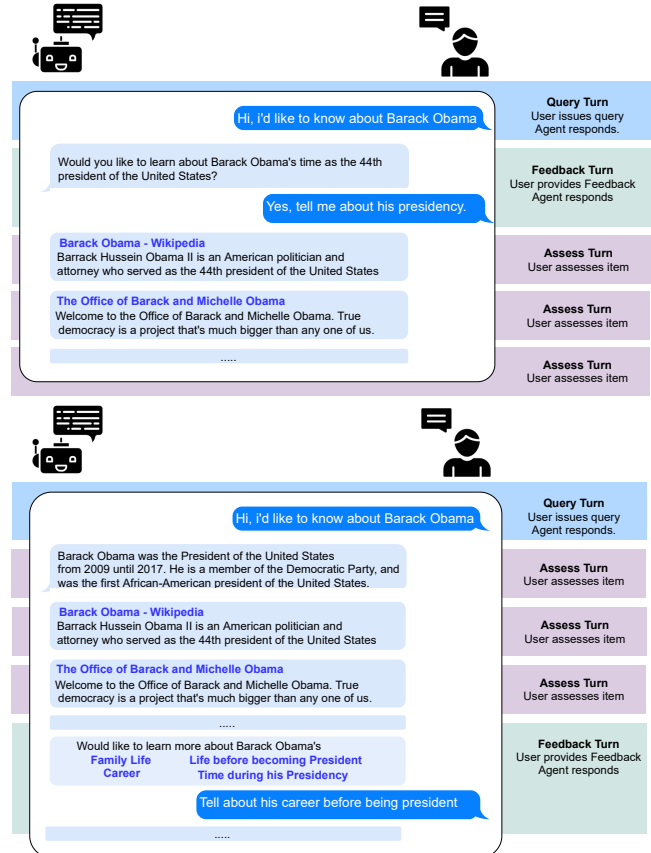 Hi, i'd like to know about Barack Obama
Query Turn
User issues query
Agent responds.
Would you like to learn about Barack Obama's time as the 44th
president of the United States?
Feedback Turn
User provides Feedback
Agent responds
Yes, tell me about his presidency.
Barack Obama - Wikipedia
Barrack Hussein Obama II is an American politician and
attorney who served as the 44th president of the United States
Assess Turn
User assesses item
The Office of Barack and Michelle Obama
Welcome to the Office of Barack and Michelle Obama. True
democracy is a project that's much bigger than any one of us.
Assess Turn
User assesses item
.....
Assess Turn
User assesses item
Hi, i'd like to know about Barack Obama
Query Turn
User issues query
Agent responds.
Barack Obama was the President of the United States
from 2009 until 2017. He is a member of the Democratic Party, and
was the first African-American president of the United States.
Assess Turn
User assesses item
Barack Obama - Wikipedia
Barrack Hussein Obama II is an American politician and
attorney who served as the 44th president of the United States
Assess Turn
User assesses item
The Office of Barack and Michelle Obama
Welcome to the Office of Barack and Michelle Obama. True
democracy is a project that's much bigger than any one of us.
Assess Turn
User assesses item
.....
Would like to learn more about Barack Obama's
Family Life Life before becoming President
Career Time during his Presidency
Feedback Turn
User provides Feedback
Agent responds
Tell about his career before being president
.....